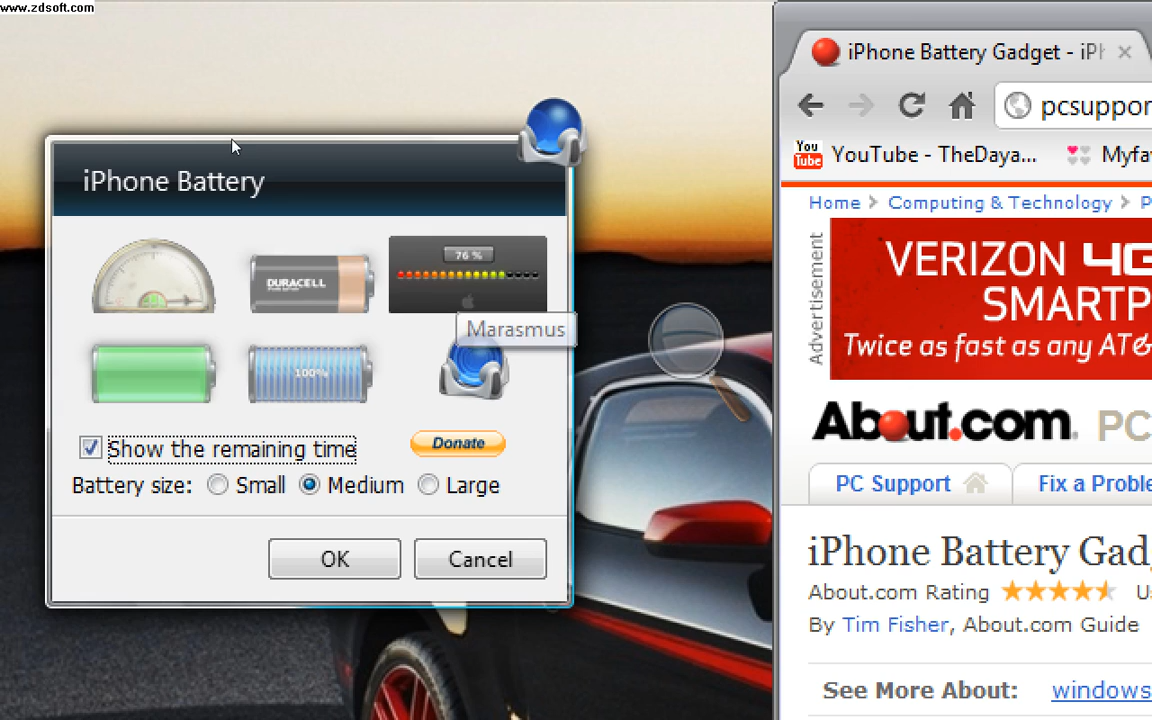 www.zdsoft.com
iPhone Battery
DURACELL
76 %
Marasmus
100%
Show the remaining time
Donate
Battery size:
Small
Medium
Large
OK
Cancel
iPhone Battery Gadget - iPh
pcsuppor
You
Tube
YouTube - TheDaya...
Myfa
Home
Computing & Technology
P
Advertisement
VERIZON 4G
SMARTP
Twice as fast as any AT&
About.com. PC
PC Support
Fix a Proble
iPhone Battery Gad
About.com Rating
By Tim Fisher, About.com Guide
See More About:
windows